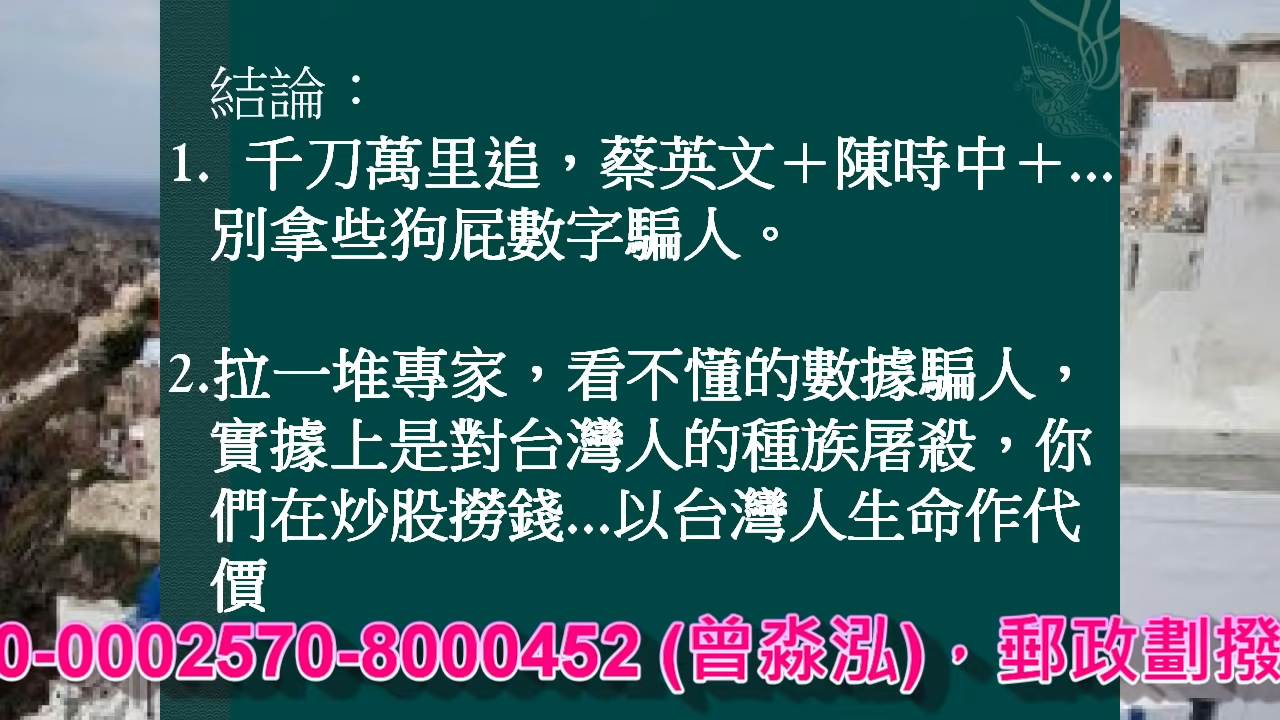 結論：
1. 千刀萬里追，蔡英文＋陳時中＋...
別拿些狗屁數字騙人。
2.拉一堆專家，看不懂的數據騙人，
實據上是對台灣人的種族屠殺，你
們在炒股撈錢...以台灣人生命作代
價
0-0002570-8000452 (曾淼泓)，郵政劃撥